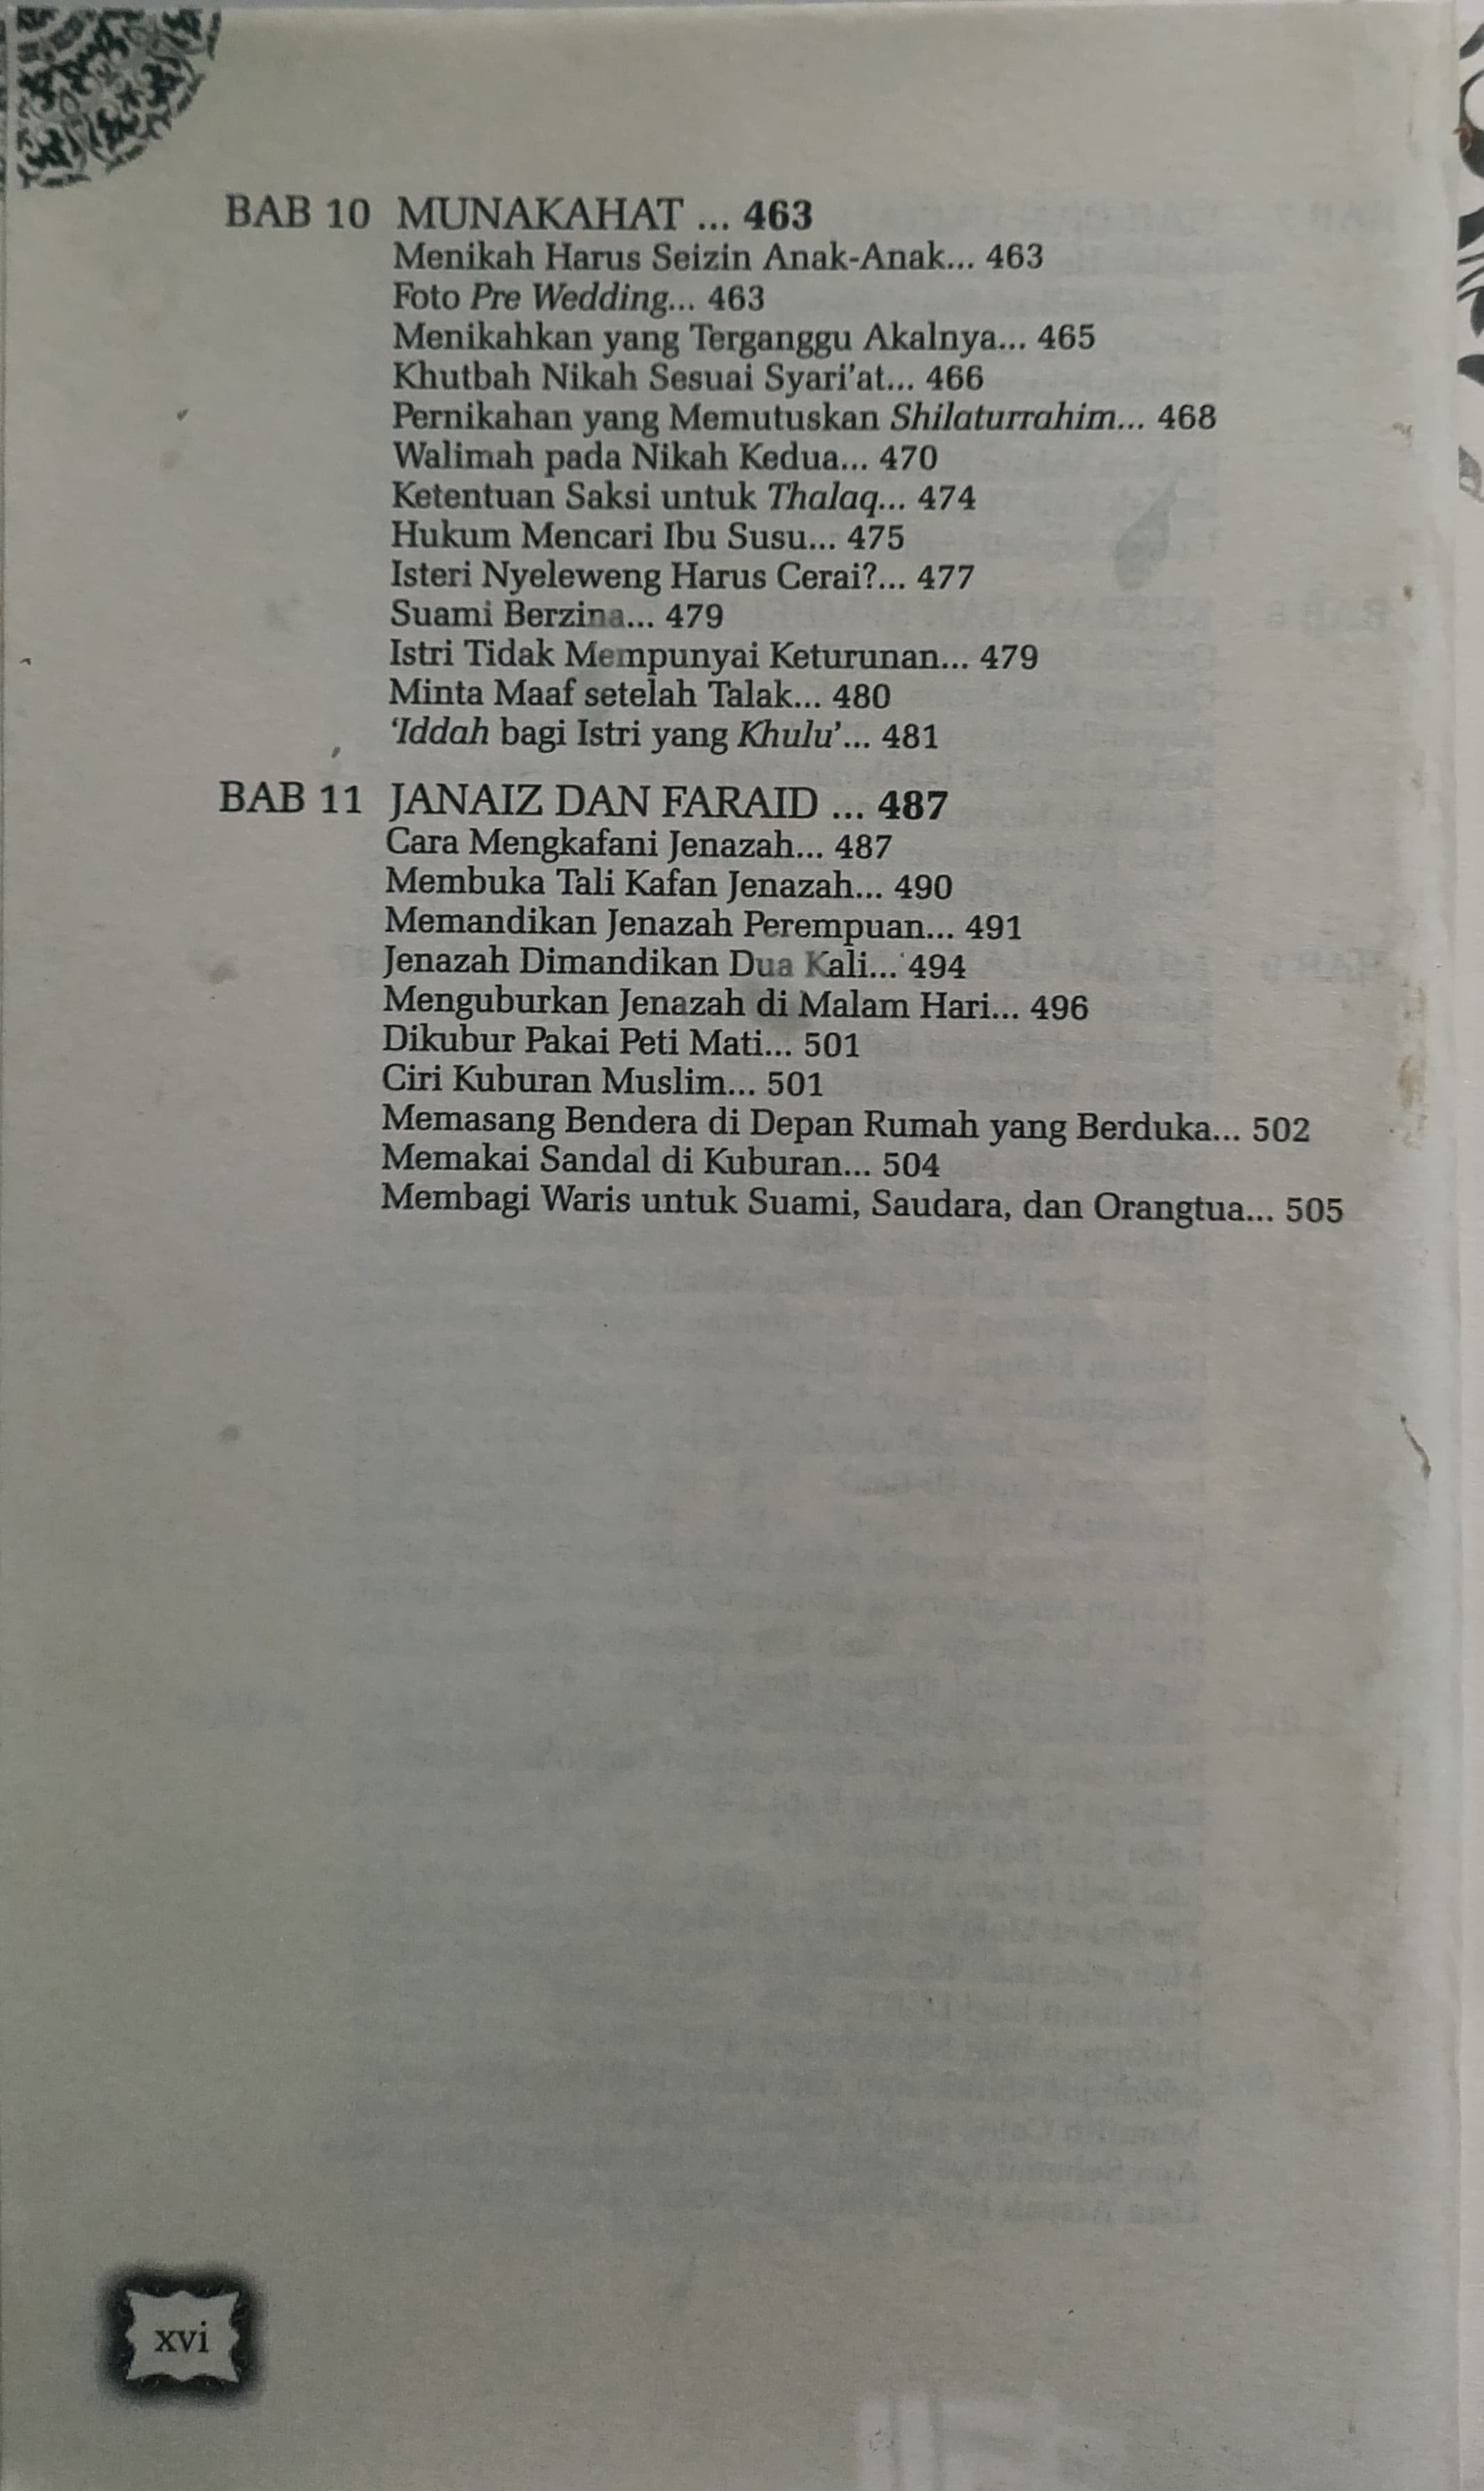 BAB 10 MUNAKAHAT ... 463
Menikah Harus Seizin Anak-Anak... 463
Foto Pre Wedding... 463
Menikahkan yang Terganggu Akalnya... 465
Khutbah Nikah Sesuai Syari’at... 466
Pernikahan yang Memutuskan Shilaturrahim... 468
Walimah pada Nikah Kedua... 470
Ketentuan Saksi untuk Thalaq... 474
Hukum Mencari Ibu Susu... 475
Isteri Nyeleweng Harus Cerai?... 477
Suami Berzina... 479
Istri Tidak Mempunyai Keturunan... 479
Minta Maaf setelah Talak... 480
‘Iddah bagi Istri yang Khulu’... 481
BAB 11 JANAIZ DAN FARAID ... 487
Cara Mengkafani Jenazah... 487
Membuka Tali Kafan Jenazah... 490
Memandikan Jenazah Perempuan... 491
Jenazah Dimandikan Dua Kali... 494
Menguburkan Jenazah di Malam Hari... 496
Dikubur Pakai Peti Mati... 501
Ciri Kuburan Muslim... 501
Memasang Bendera di Depan Rumah yang Berduka... 502
Memakai Sandal di Kuburan... 504
Membagi Waris untuk Suami, Saudara, dan Orangtua... 505
xvi